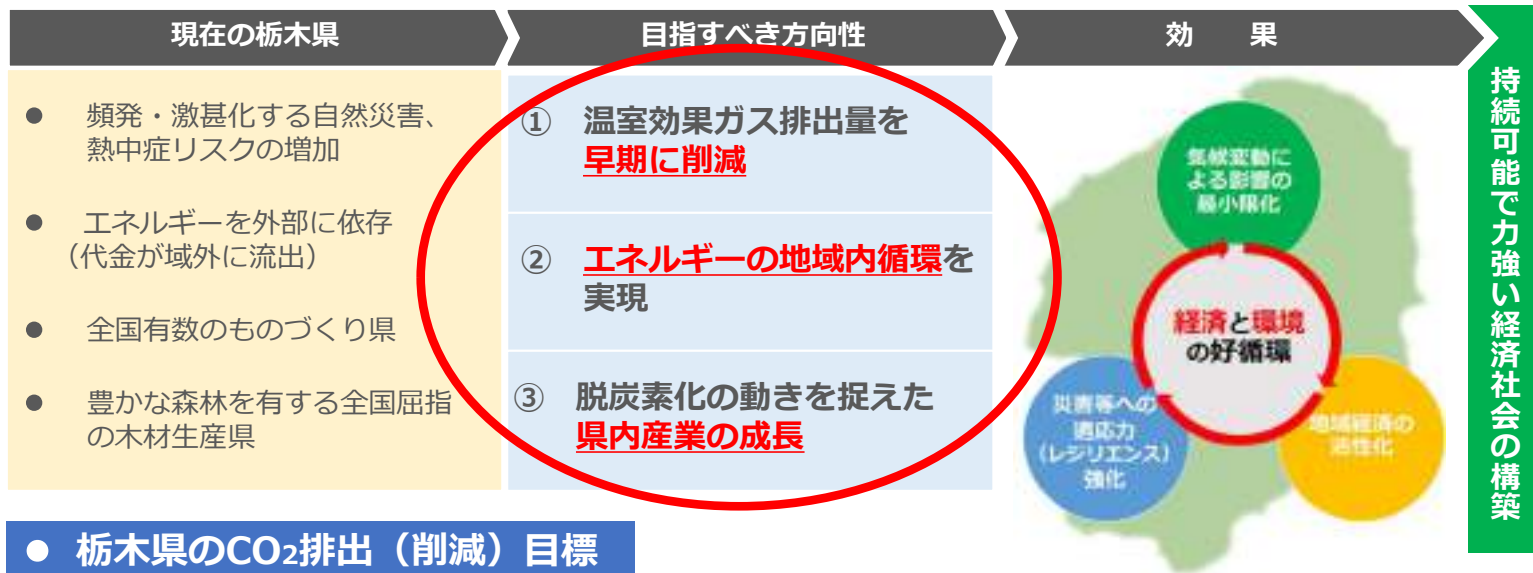 現在の栃木県
目指すべき方向性
効 果
● 頻発・激甚化する自然災害、
熱中症リスクの増加
● エネルギーを外部に依存
（代金が域外に流出）
● 全国有数のものづくり県
● 豊かな森林を有する全国屈指
の木材生産県
① 温室効果ガス排出量を
早期に削減
② エネルギーの地域内循環を
実現
③ 脱炭素化の動きを捉えた
県内産業の成長
気候変動に
よる影響の
最小限化
経済と環境
の好循環
災害等への
適応力
（レジリエンス）
強化
地域経済の
活性化
持続可能で力強い経済社会の構築
● 栃木県のCO₂排出（削減）目標